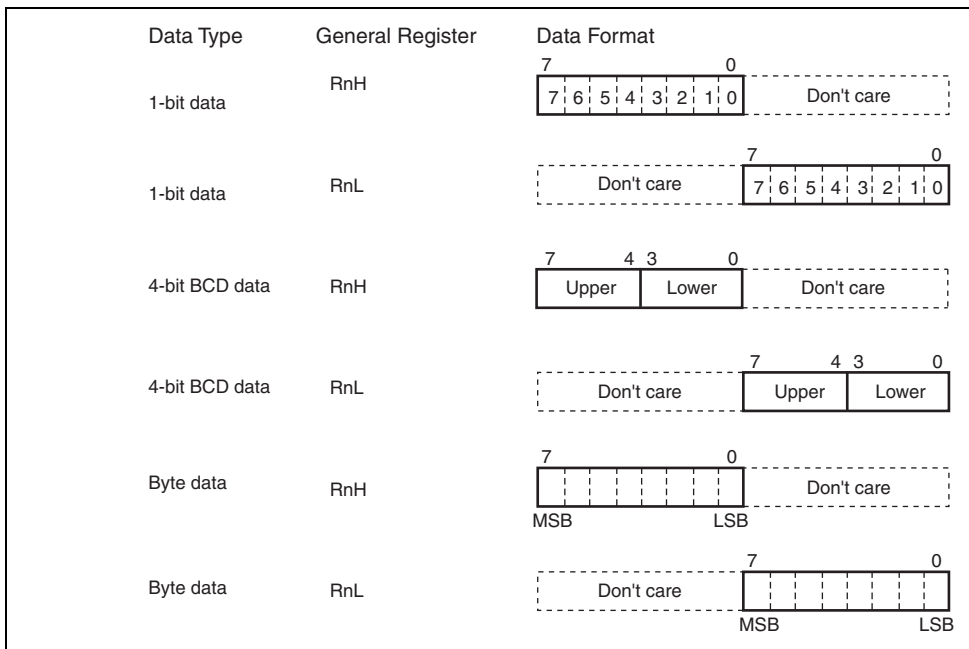 Data Type General Register Data Format
7 0
1-bit data RnH 7 6 5 4 3 2 1 0 Don't care
7 0
1-bit data RnL Don't care 7 6 5 4 3 2 1 0
7 4 3 0
4-bit BCD data RnH Upper Lower Don't care
7 4 3 0
4-bit BCD data RnL Don't care Upper Lower
7 0
Byte data RnH Don't care
MSB LSB
7 0
Byte data RnL Don't care
MSB LSB